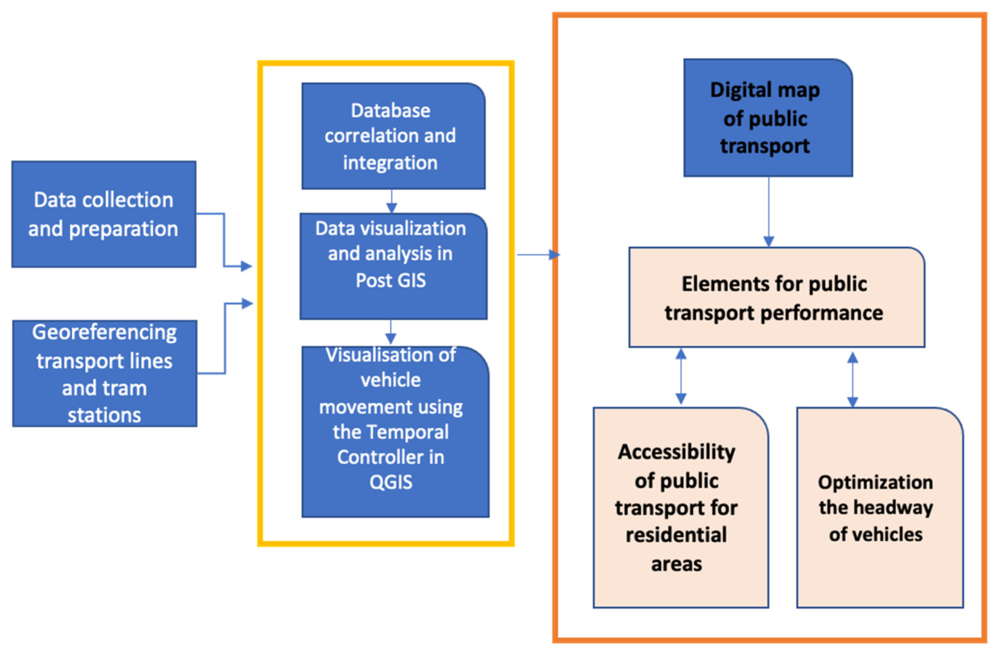 Data collection
and preparation
Georeferencing
transport lines
and tram
stations
Database
correlation and
integration
Data visualization
and analysis in
Post GIS
Visualisation of
vehicle
movement using
the Temporal
Controller in
QGIS
Digital map
of public
transport
Elements for public
transport performance
Accessibility
of public
transport for
residential
areas
Optimization
the headway
of vehicles